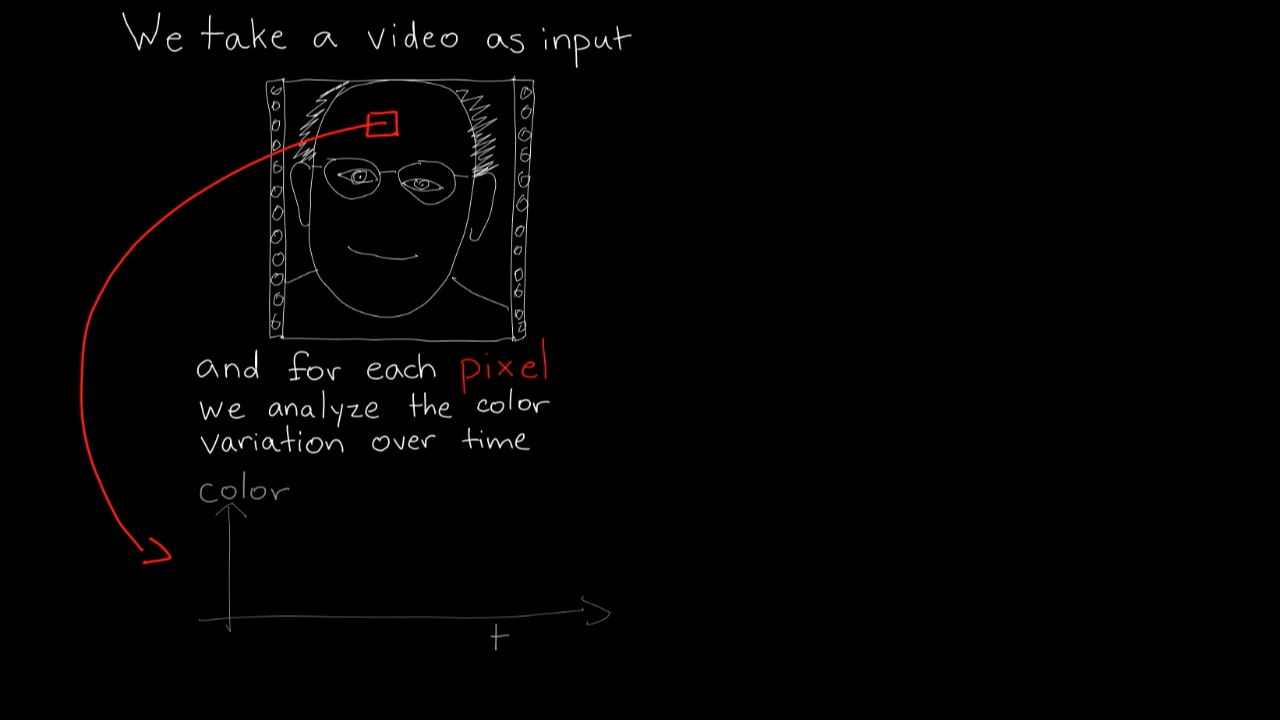 We take a video as input
and for each pixel
we analyze the color
variation over time
color
t